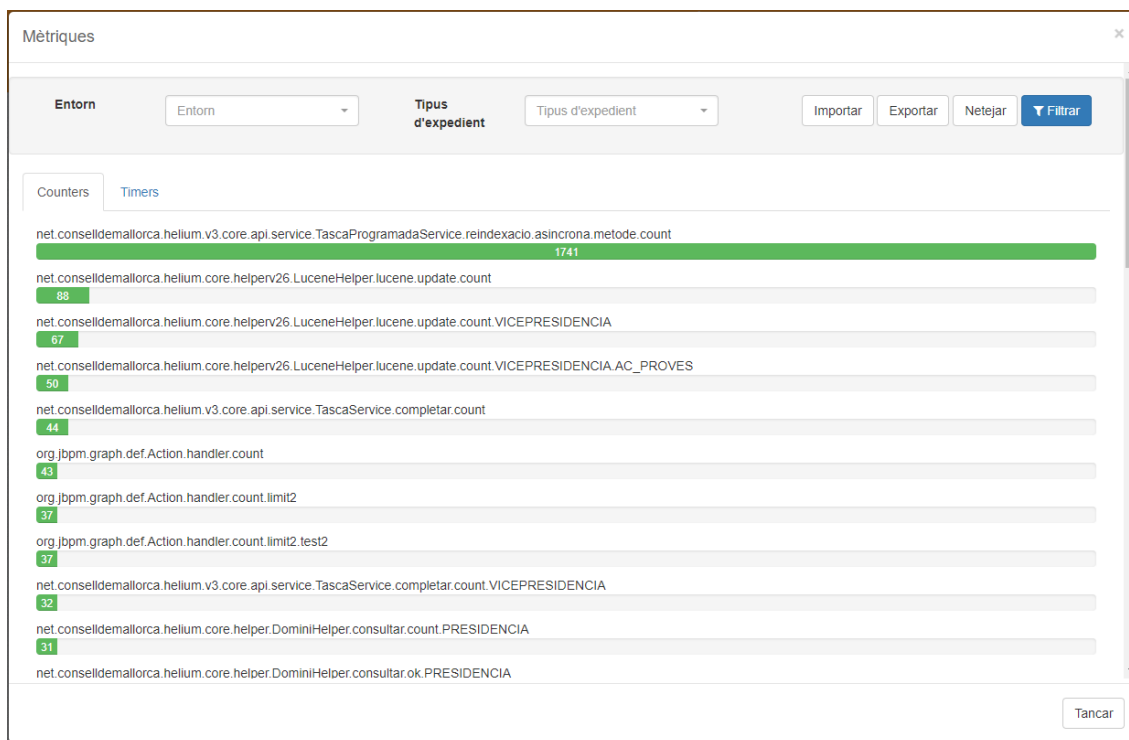 Mètriques
×
Entorn
Entorn
Tipus
d'expedient
Tipus d'expedient
Importar
Exportar
Netejar
Filtrar
Counters
Timers
net.conselldemallorca.helium.v3.core.api.service.TascaProgramadaService.reindexacio.asincrona.metode.count
1741
net.conselldemallorca.helium.core.helperv26.LuceneHelper.lucene.update.count
88
net.conselldemallorca.helium.core.helperv26.LuceneHelper.lucene.update.count.VICEPRESIDENCIA
67
net.conselldemallorca.helium.core.helperv26.LuceneHelper.lucene.update.count.VICEPRESIDENCIA.AC_PROVES
50
net.conselldemallorca.helium.v3.core.api.service.TascaService.completar.count
44
org.jbpm.graph.def.Action.handler.count
43
org.jbpm.graph.def.Action.handler.count.limit2
37
org.jbpm.graph.def.Action.handler.count.limit2.test2
37
net.conselldemallorca.helium.v3.core.api.service.TascaService.completar.count.VICEPRESIDENCIA
32
net.conselldemallorca.helium.core.helper.DominiHelper.consultar.count.PRESIDENCIA
31
net.conselldemallorca.helium.core.helper.DominiHelper.consultar.ok.PRESIDENCIA
Tancar